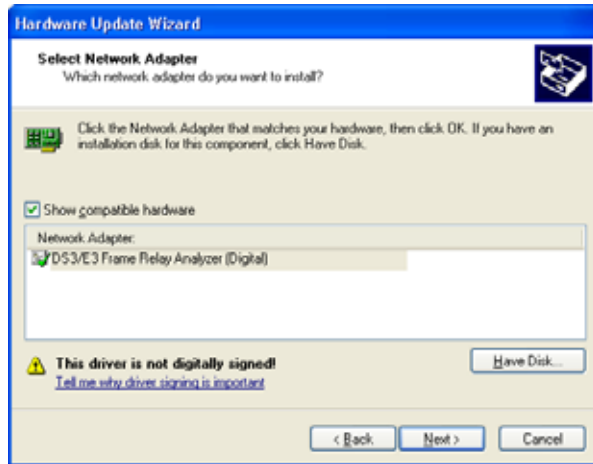 Hardware Update Wizard
Select Network Adapter
Which network adapter do you want to install?
Click the Network Adapter that matches your hardware, then click OK. If you have an
installation disk for this component, click Have Disk.
Show compatible hardware
Network Adapter:
DS3/E3 Frame Relay Analyzer (Digital)
This driver is not digitally signed!
Have Disk...
Tell me why driver signing is important
< Back
Next >
Cancel